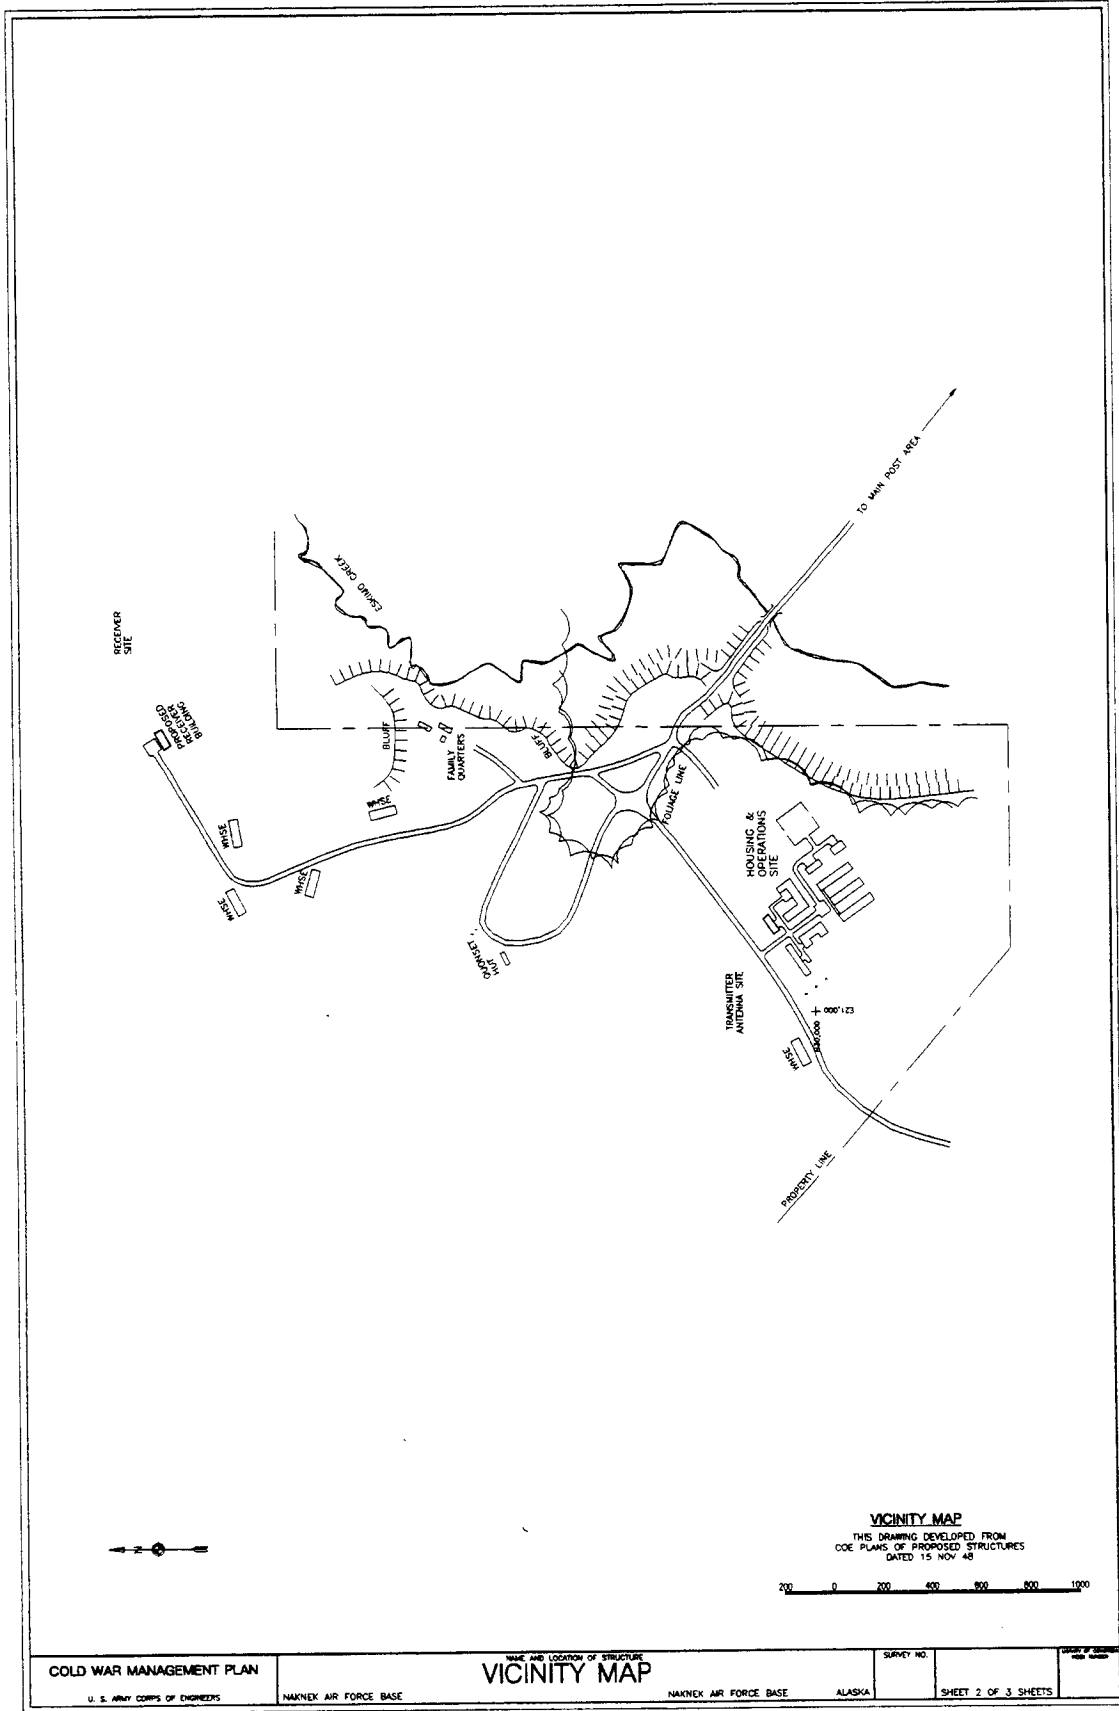 TO MAIN POST AREA
ESKIMO CREEK
RECEIVER
SITE
PROPOSED
RECEIVER
BUILDING
BLUFF
FAMILY
QUARTERS
BLUFF
WHSE
FOLIAGE LINE
WHSE
WHSE
WHSE
HOUSING &
OPERATIONS
SITE
QUONSET
HUT
TRANSMITTER
ANTENNA SITE
E21,000
WHSE
PROPERTY LINE
N
VICINITY MAP
THIS DRAWING DEVELOPED FROM
COE PLANS OF PROPOSED STRUCTURES
DATED 15 NOV 48
200 0 200 400 600 800 1000
COLD WAR MANAGEMENT PLAN
U. S. ARMY CORPS OF ENGINEERS
NAME AND LOCATION OF STRUCTURE
VICINITY MAP
NAKNEK AIR FORCE BASE
NAKNEK AIR FORCE BASE ALASKA
SURVEY NO.
SHEET 2 OF 3 SHEETS